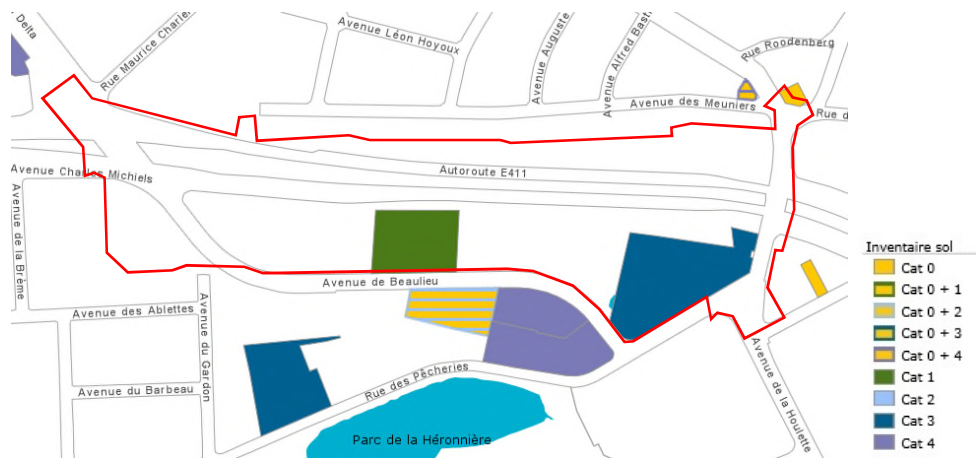 Delta
Rue Maurice Charle
Avenue Léon Hoyoux
Avenue Auguste
Avenue Alfred Bast
Rue Roodenberg
Avenue des Meuniers
Rue d
Autoroute E411
Avenue Charles Michiels
Avenue de la Brème
Avenue de Beaulieu
Avenue des Ablettes
Avenue du Gardon
Avenue du Barbeau
Rue des Pêcheries
Avenue de la Houlette
Parc de la Héronnière
Inventaire sol
Cat 0
Cat 0 + 1
Cat 0 + 2
Cat 0 + 3
Cat 0 + 4
Cat 1
Cat 2
Cat 3
Cat 4